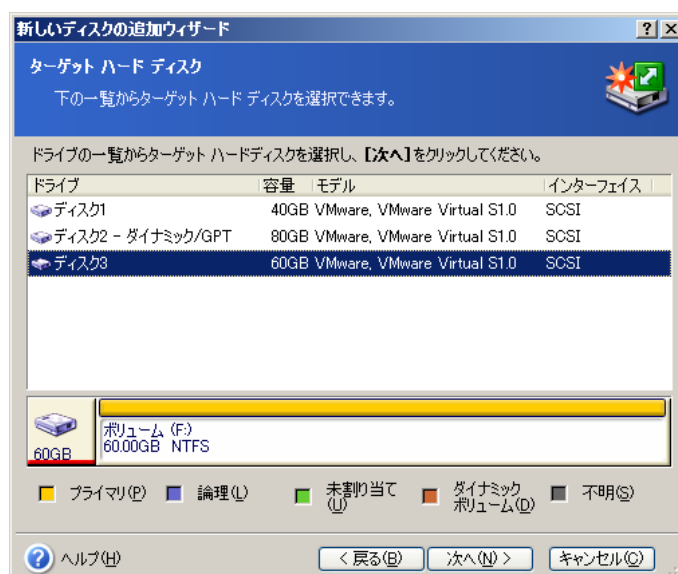 新しいディスクの追加ウィザード
ターゲット ハード ディスク
下の一覧からターゲット ハード ディスクを選択できます。
ドライブの一覧からターゲット ハードディスクを選択し、[次へ]をクリックしてください。
ドライブ 容量 モデル インターフェイス
ディスク1 40GB VMware, VMware Virtual S1.0 SCSI
ディスク2 - ダイナミック/GPT 80GB VMware, VMware Virtual S1.0 SCSI
ディスク3 60GB VMware, VMware Virtual S1.0 SCSI
ボリューム (F:)
60GB 60.00GB NTFS
プライマリ(P) 論理(L) 未割り当て(U) ダイナミック ボリューム(D) 不明(S)
ヘルプ(H) < 戻る(B) 次へ(N) > キャンセル(C)